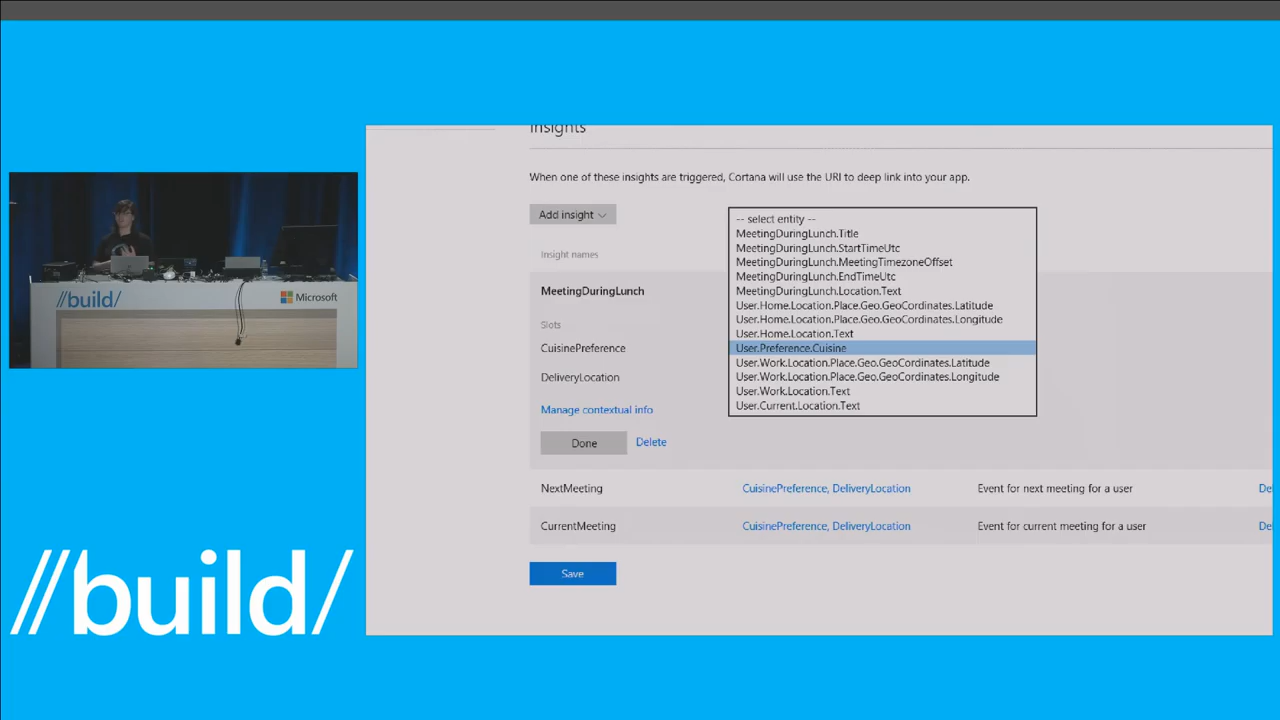 Insights
When one of these insights are triggered, Cortana will use the URI to deep link into your app.
Add insight
-- select entity --
MeetingDuringLunch.Title
MeetingDuringLunch.StartTimeUtc
MeetingDuringLunch.MeetingTimezoneOffset
MeetingDuringLunch.EndTimeUtc
MeetingDuringLunch.Location.Text
User.Home.Location.Place.Geo.GeoCordinates.Latitude
User.Home.Location.Place.Geo.GeoCordinates.Longitude
User.Home.Location.Text
User.Preference.Cuisine
User.Work.Location.Place.Geo.GeoCordinates.Latitude
User.Work.Location.Place.Geo.GeoCordinates.Longitude
User.Work.Location.Text
User.Current.Location.Text
Insight names
MeetingDuringLunch
Slots
CuisinePreference
DeliveryLocation
Manage contextual info
Done Delete
NextMeeting CuisinePreference, DeliveryLocation Event for next meeting for a user De
CurrentMeeting CuisinePreference, DeliveryLocation Event for current meeting for a user De
Save
//build/ Microsoft
//build/